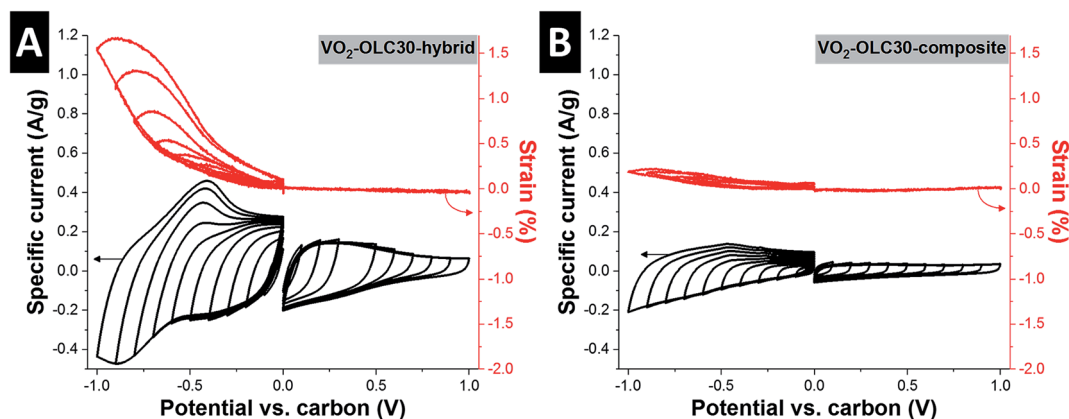 A
VO₂-OLC30-hybrid
Specific current (A/g)
1.2
1.0
0.8
0.6
0.4
0.2
0.0
-0.2
-0.4
1.5
1.0
0.5
0.0
-0.5
-1.0
-1.5
-2.0
Strain (%)
-1.0 -0.5 0.0 0.5 1.0
Potential vs. carbon (V)
B
VO₂-OLC30-composite
Specific current (A/g)
1.2
1.0
0.8
0.6
0.4
0.2
0.0
-0.2
-0.4
1.5
1.0
0.5
0.0
-0.5
-1.0
-1.5
-2.0
Strain (%)
-1.0 -0.5 0.0 0.5 1.0
Potential vs. carbon (V)